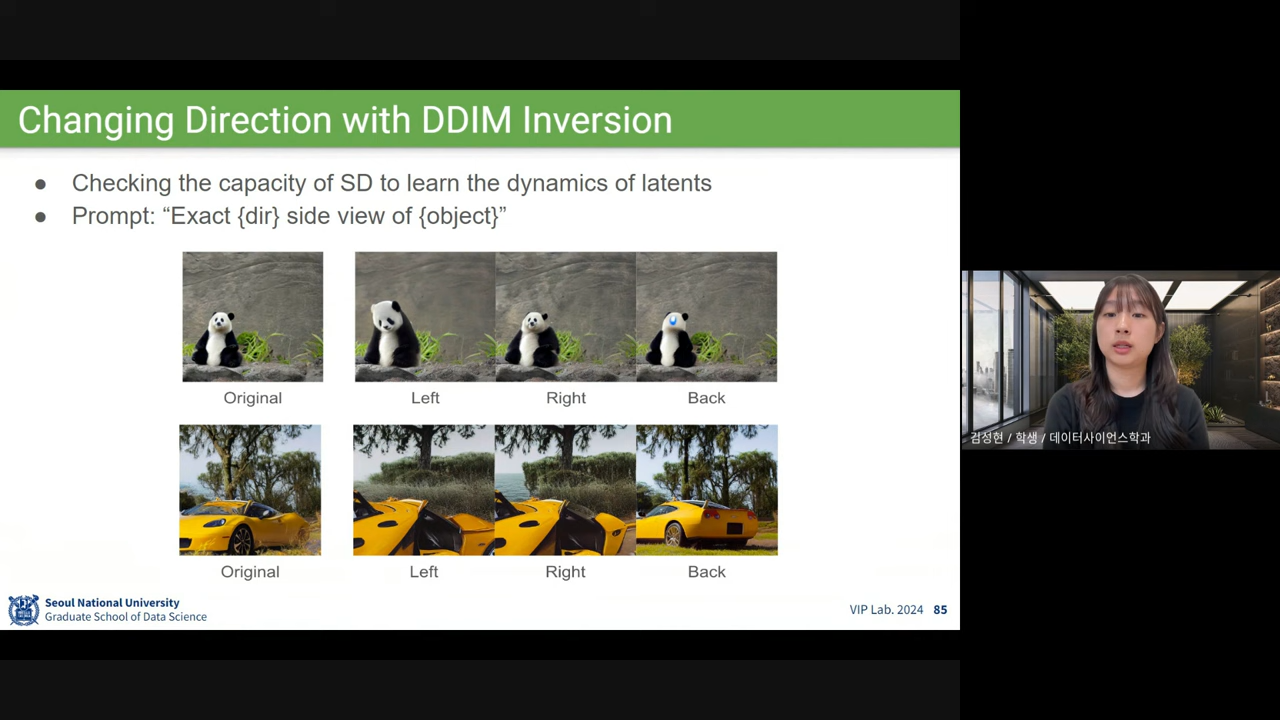 Changing Direction with DDIM Inversion
● Checking the capacity of SD to learn the dynamics of latents
● Prompt: “Exact {dir} side view of {object}”
Original
Left
Right
Back
Original
Left
Right
Back
Seoul National University
Graduate School of Data Science
VIP Lab. 2024 85
김성현 / 학생 / 데이터사이언스학과